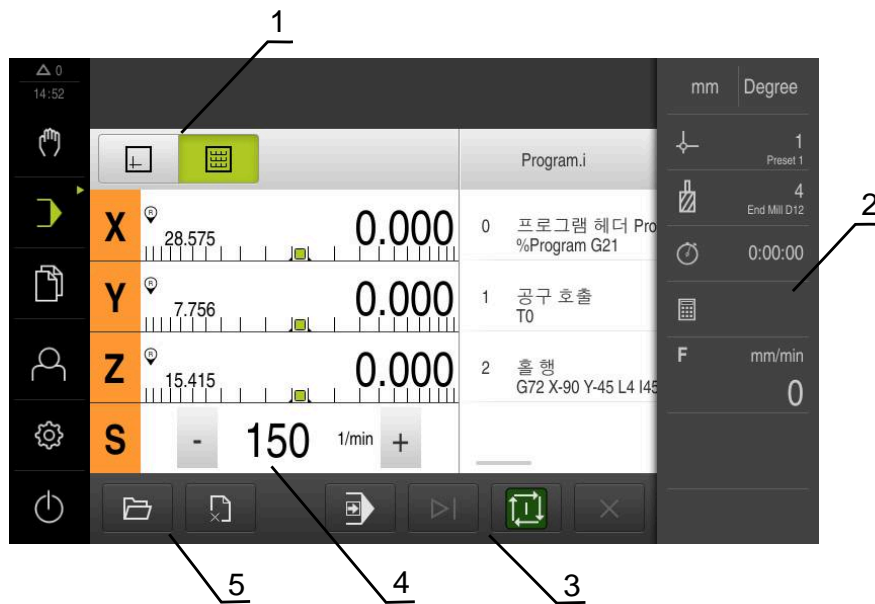 1
△ 0
14:52
mm Degree
1
Preset 1
Program.i
4
End Mill D12
2
X
R
28.575
0.000
0 프로그램 헤더 Pro
%Program G21
0:00:00
Y
R
7.756
0.000
1 공구 호출
T0
Z
R
15.415
0.000
2 홀 행
G72 X-90 Y-45 L4 I45
F mm/min
0
S
-
150
1/min
+
5
4
3